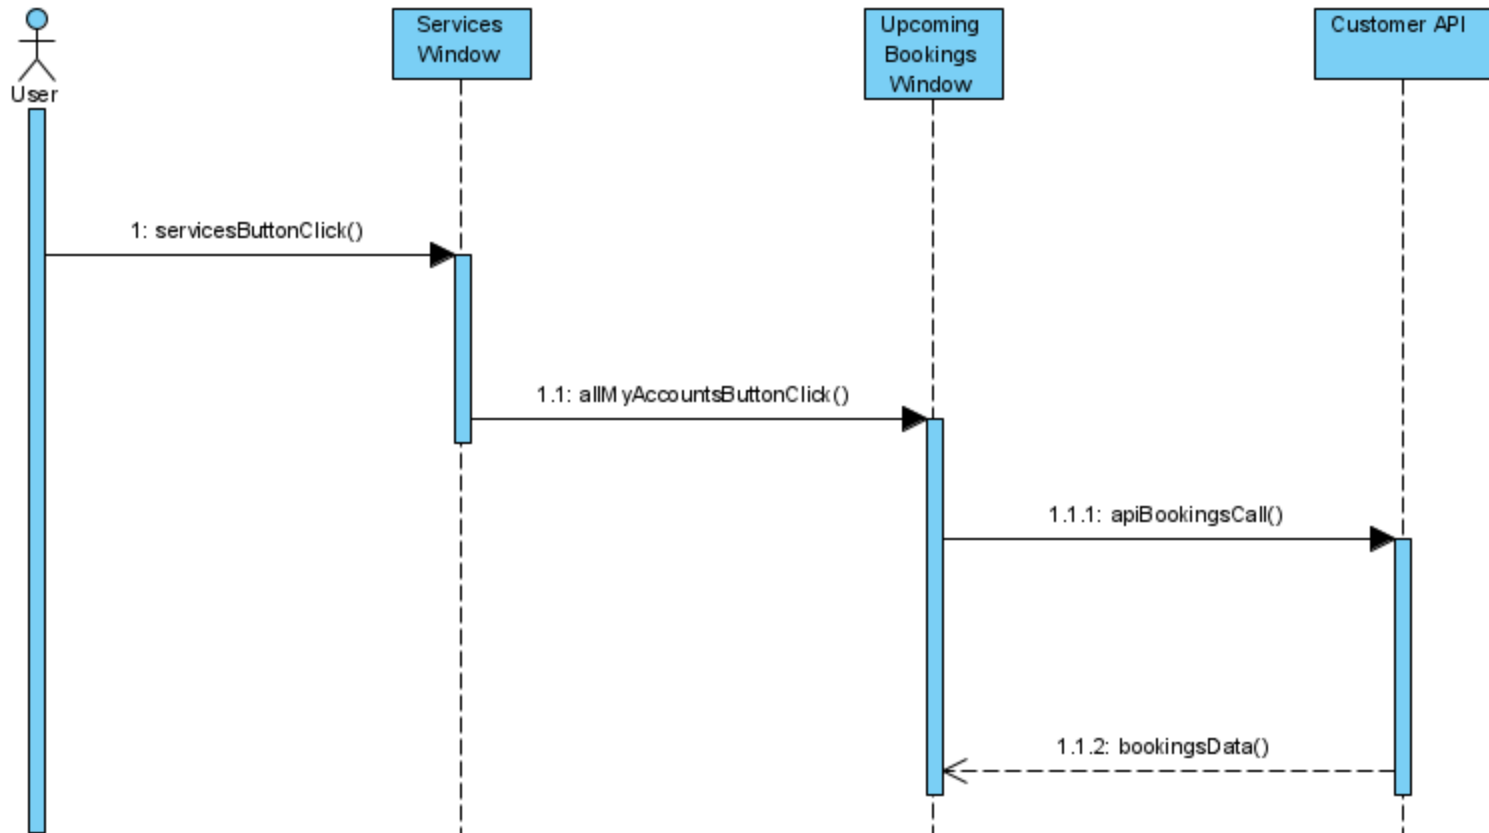 Services
Window
Upcoming
Bookings
Window
Customer API
User
1: servicesButtonClick()
1.1: allMyAccountsButtonClick()
1.1.1: apiBookingsCall()
1.1.2: bookingsData()